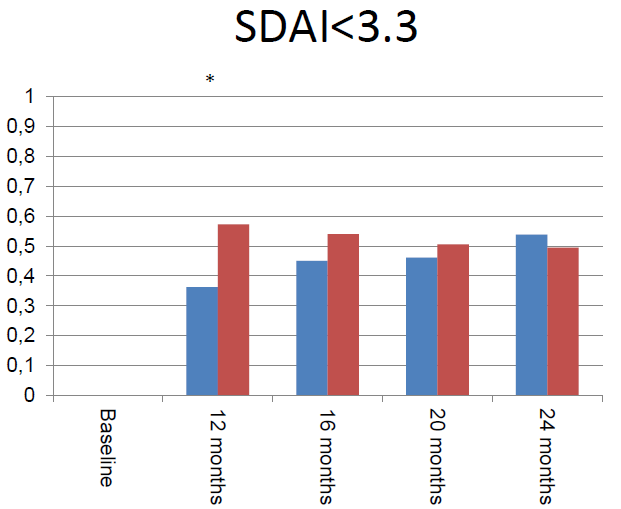 SDAI<3.3
*
1
0,9
0,8
0,7
0,6
0,5
0,4
0,3
0,2
0,1
0
Baseline
12 months
16 months
20 months
24 months